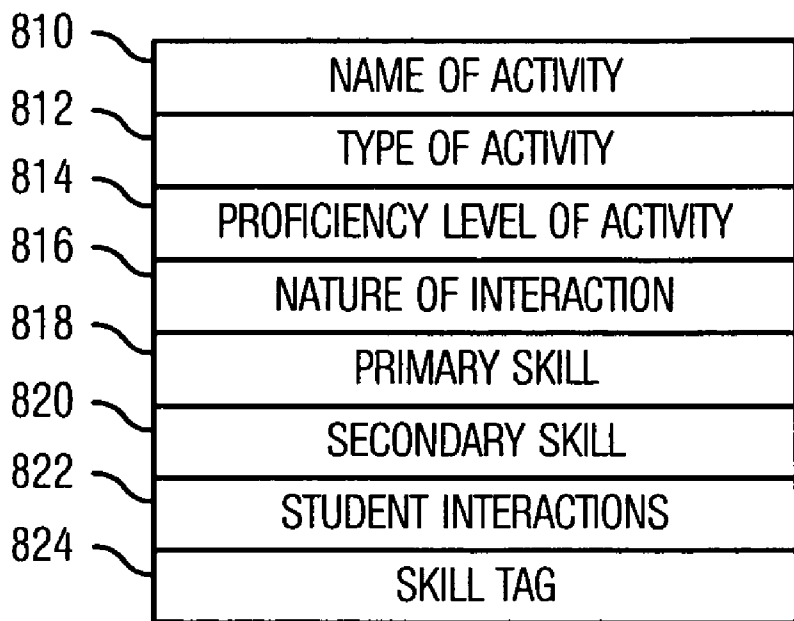 810 NAME OF ACTIVITY
812 TYPE OF ACTIVITY
814 PROFICIENCY LEVEL OF ACTIVITY
816 NATURE OF INTERACTION
818 PRIMARY SKILL
820 SECONDARY SKILL
822 STUDENT INTERACTIONS
824 SKILL TAG